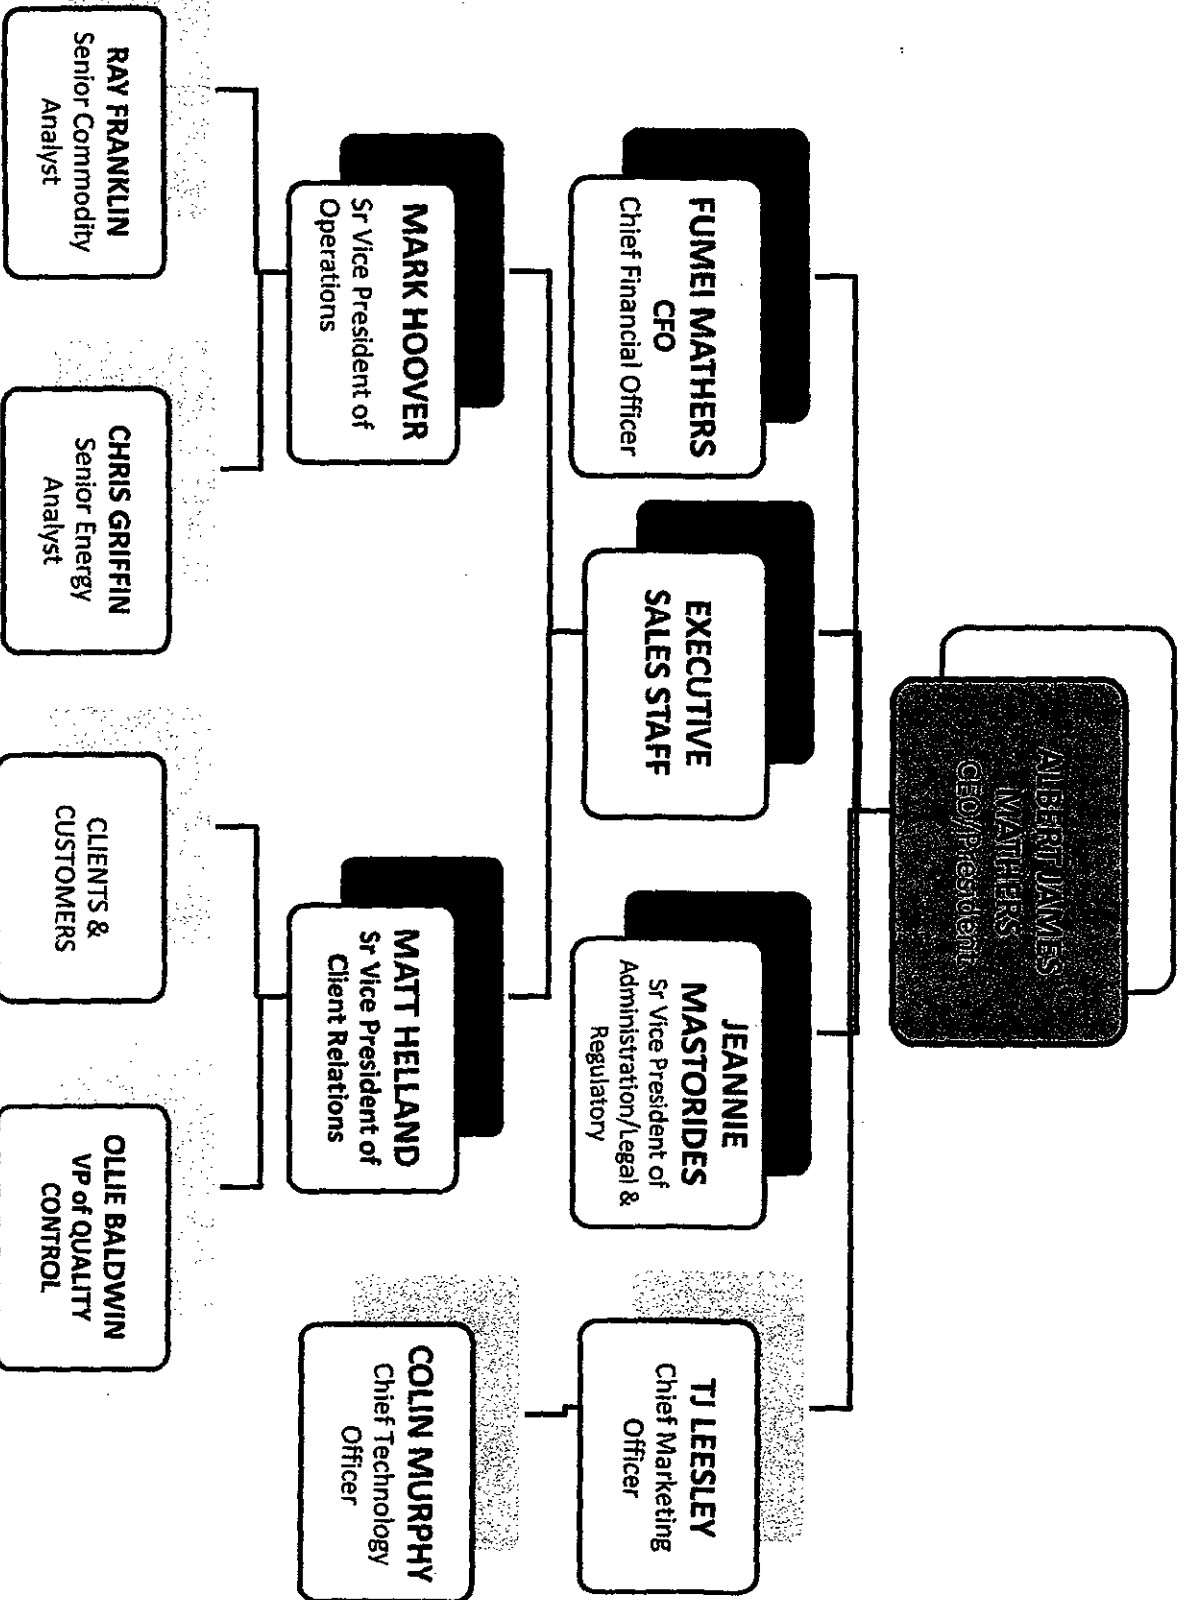 ALBERT JAMES
MATHERS
CEO/President
FUMEI MATHERS
CFO
Chief Financial Officer
EXECUTIVE
SALES STAFF
JEANNIE
MASTORIDES
Sr Vice President of
Administration/Legal &
Regulatory
TJ LEESLEY
Chief Marketing
Officer
MARK HOOVER
Sr Vice President of
Operations
MATT HELLAND
Sr Vice President of
Client Relations
COLIN MURPHY
Chief Technology
Officer
RAY FRANKLIN
Senior Commodity
Analyst
CHRIS GRIFFIN
Senior Energy
Analyst
CLIENTS &
CUSTOMERS
OLLIE BALDWIN
VP of QUALITY
CONTROL